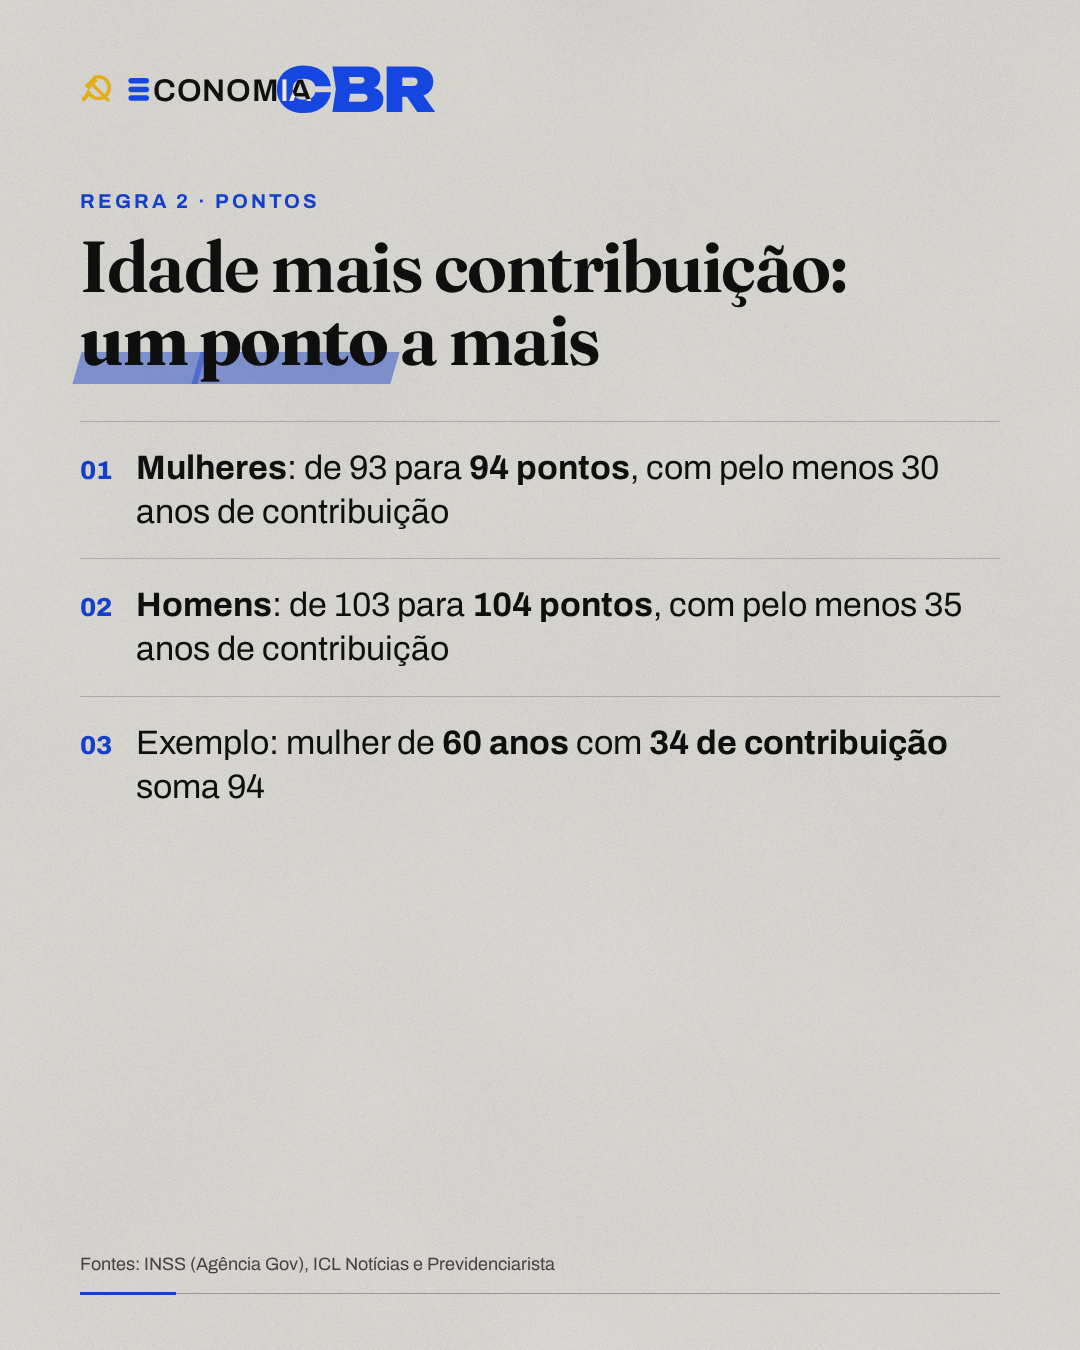 ECONOMIA CBR
REGRA 2 · PONTOS
Idade mais contribuição:
um ponto a mais
01 Mulheres: de 93 para 94 pontos, com pelo menos 30
anos de contribuição
02 Homens: de 103 para 104 pontos, com pelo menos 35
anos de contribuição
03 Exemplo: mulher de 60 anos com 34 de contribuição
soma 94
Fontes: INSS (Agência Gov), ICL Notícias e Previdenciarista